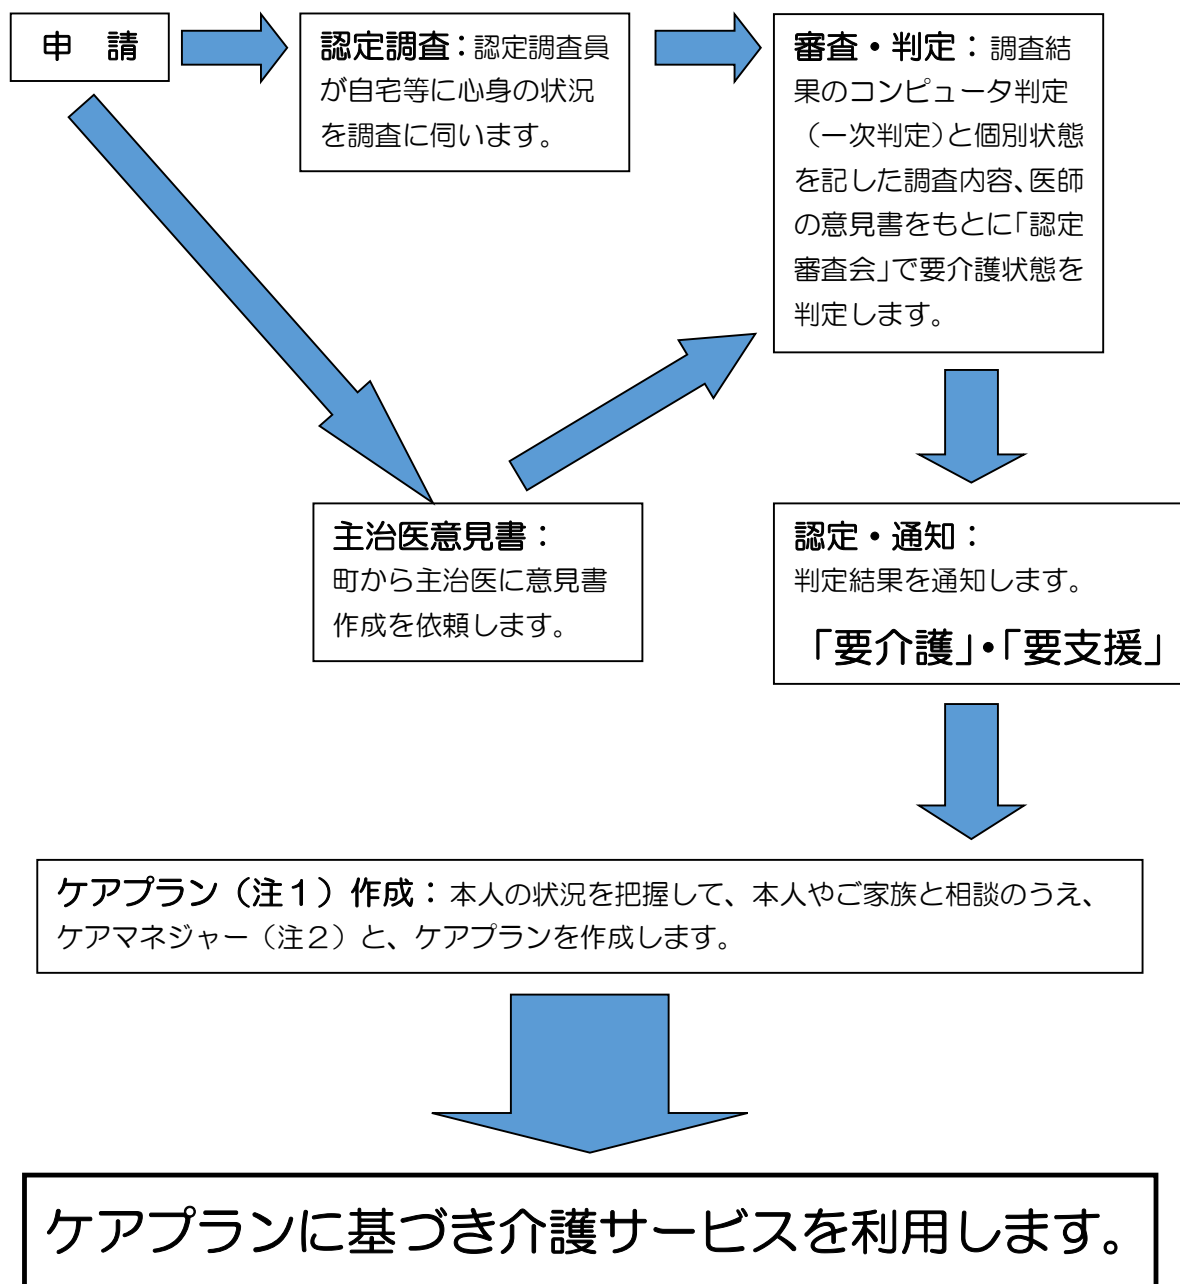 申　請
認定調査：認定調査員
が自宅等に心身の状況
を調査に伺います。
審査・判定：調査結
果のコンピュータ判定
（一次判定）と個別状態
を記した調査内容、医師
の意見書をもとに「認定
審査会」で要介護状態を
判定します。
主治医意見書：
町から主治医に意見書
作成を依頼します。
認定・通知：
判定結果を通知します。
「要介護」・「要支援」
ケアプラン（注１）作成：本人の状況を把握して、本人やご家族と相談のうえ、
ケアマネジャー（注２）と、ケアプランを作成します。
ケアプランに基づき介護サービスを利用します。